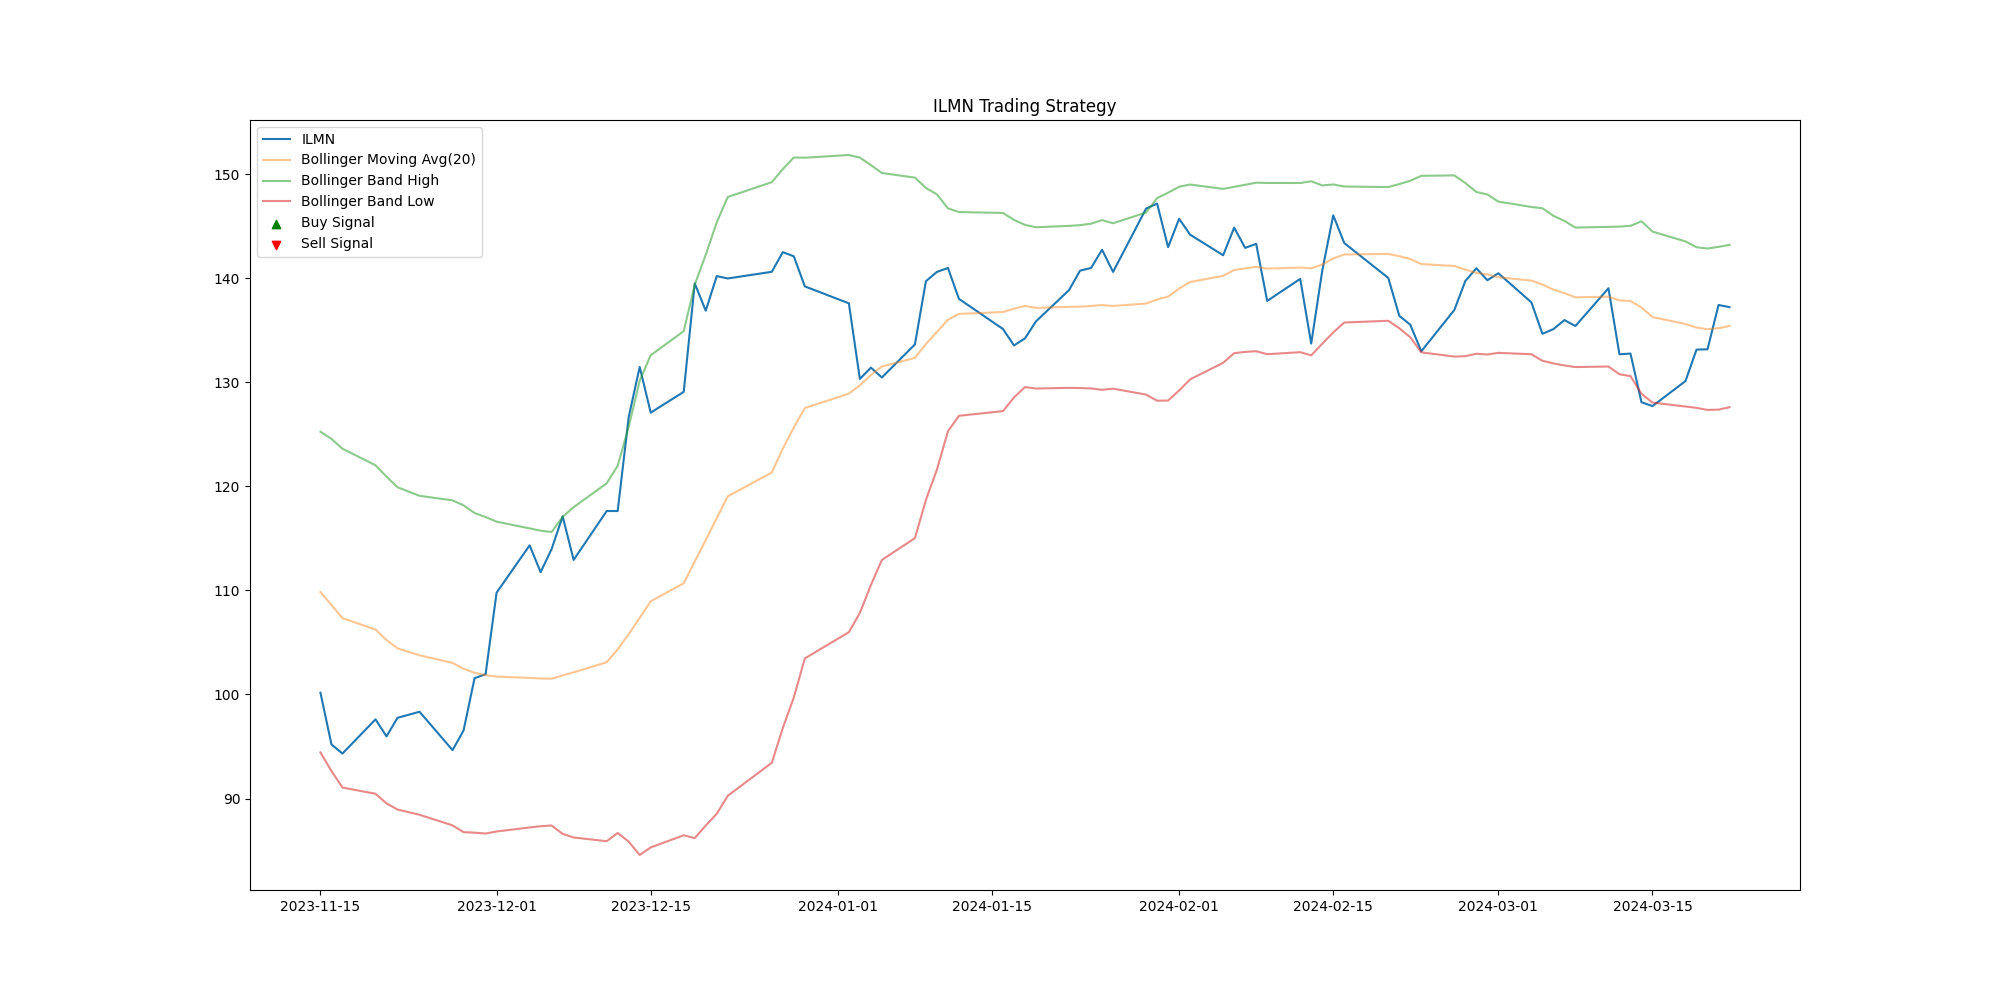 ILMN Trading Strategy
ILMN
Bollinger Moving Avg(20)
Bollinger Band High
Bollinger Band Low
Buy Signal
Sell Signal
150
140
130
120
110
100
90
2023-11-15 2023-12-01 2023-12-15 2024-01-01 2024-01-15 2024-02-01 2024-02-15 2024-03-01 2024-03-15